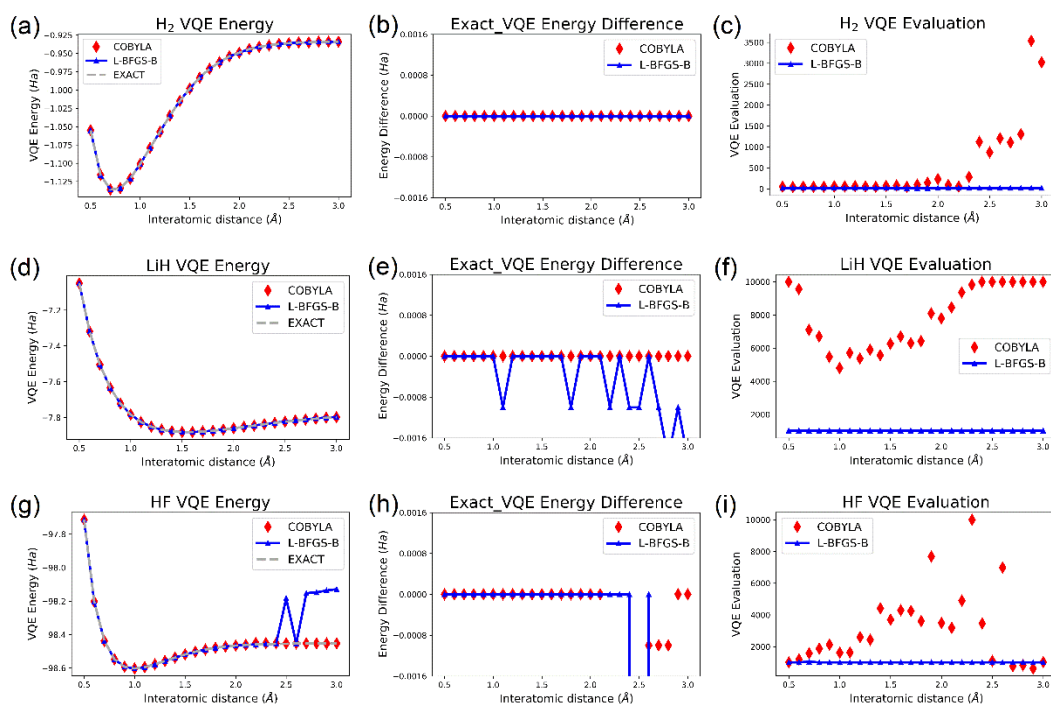 (a)
H₂ VQE Energy
VQE Energy (Ha)
−0.925
−0.950
−0.975
−1.000
−1.025
−1.050
−1.075
−1.100
−1.125
COBYLA
L-BFGS-B
EXACT
0.5 1.0 1.5 2.0 2.5 3.0
Interatomic distance (Å)
(b)
Exact_VQE Energy Difference
Energy Difference (Ha)
0.0016
0.0008
0.0000
−0.0008
−0.0016
COBYLA
L-BFGS-B
0.5 1.0 1.5 2.0 2.5 3.0
Interatomic distance (Å)
(c)
H₂ VQE Evaluation
VQE Evaluation
3500
3000
2500
2000
1500
1000
500
0
COBYLA
L-BFGS-B
0.5 1.0 1.5 2.0 2.5 3.0
Interatomic distance (Å)
(d)
LiH VQE Energy
VQE Energy (Ha)
−7.2
−7.4
−7.6
−7.8
COBYLA
L-BFGS-B
EXACT
0.5 1.0 1.5 2.0 2.5 3.0
Interatomic distance (Å)
(e)
Exact_VQE Energy Difference
Energy Difference (Ha)
0.0016
0.0008
0.0000
−0.0008
−0.0016
COBYLA
L-BFGS-B
0.5 1.0 1.5 2.0 2.5 3.0
Interatomic distance (Å)
(f)
LiH VQE Evaluation
VQE Evaluation
10000
8000
6000
4000
2000
COBYLA
L-BFGS-B
0.5 1.0 1.5 2.0 2.5 3.0
Interatomic distance (Å)
(g)
HF VQE Energy
VQE Energy (Ha)
−97.8
−98.0
−98.2
−98.4
−98.6
COBYLA
L-BFGS-B
EXACT
0.5 1.0 1.5 2.0 2.5 3.0
Interatomic distance (Å)
(h)
Exact_VQE Energy Difference
Energy Difference (Ha)
0.0016
0.0008
0.0000
−0.0008
−0.0016
COBYLA
L-BFGS-B
0.5 1.0 1.5 2.0 2.5 3.0
Interatomic distance (Å)
(i)
HF VQE Evaluation
VQE Evaluation
10000
8000
6000
4000
2000
0
COBYLA
L-BFGS-B
0.5 1.0 1.5 2.0 2.5 3.0
Interatomic distance (Å)